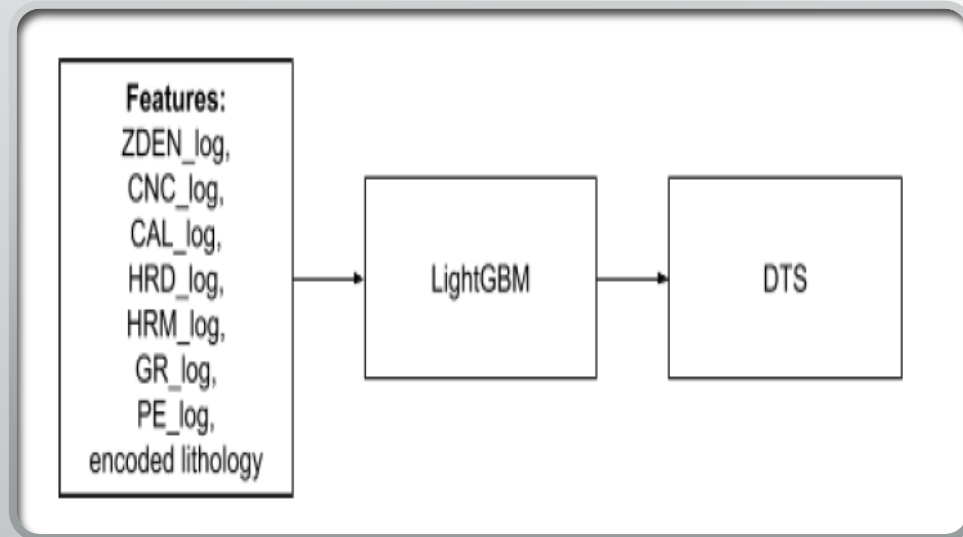 Features:
ZDEN_log,
CNC_log,
CAL_log,
HRD_log,
HRM_log,
GR_log,
PE_log,
encoded lithology
LightGBM
DTS